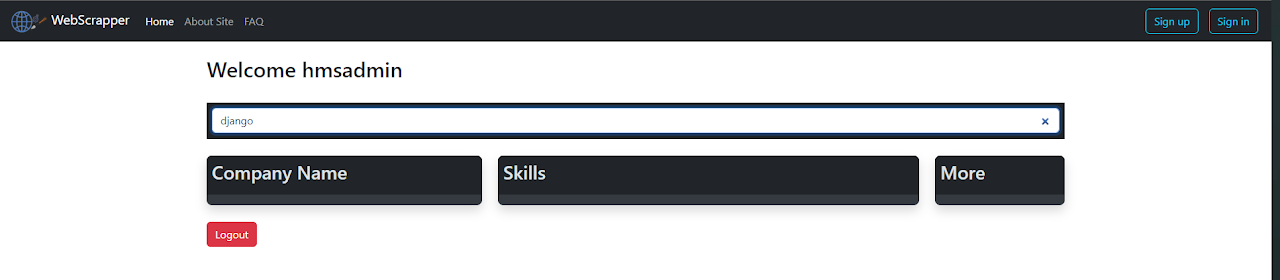 WebScrapper Home About Site FAQ Sign up Sign in
Welcome hmsadmin
django ×
Company Name Skills More
Logout